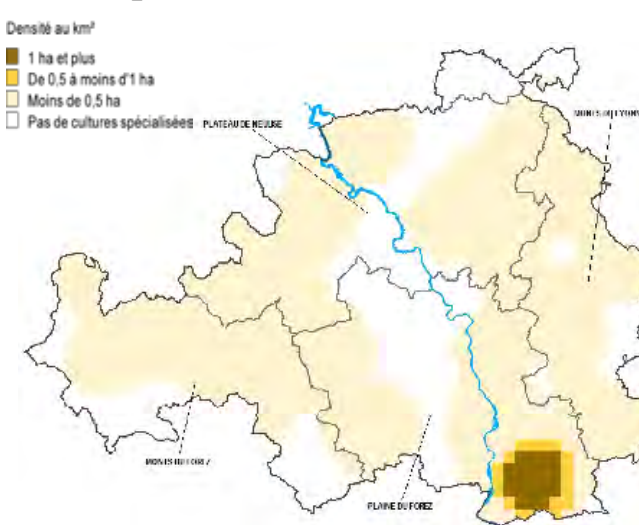 Densité au km²
1 ha et plus
De 0,5 à moins d'1 ha
Moins de 0,5 ha
Pas de cultures spécialisées
PLATEAU DE NEULISE
MONTS DU LYONN
MONTS DU FOREZ
PLAINE DU FOREZ